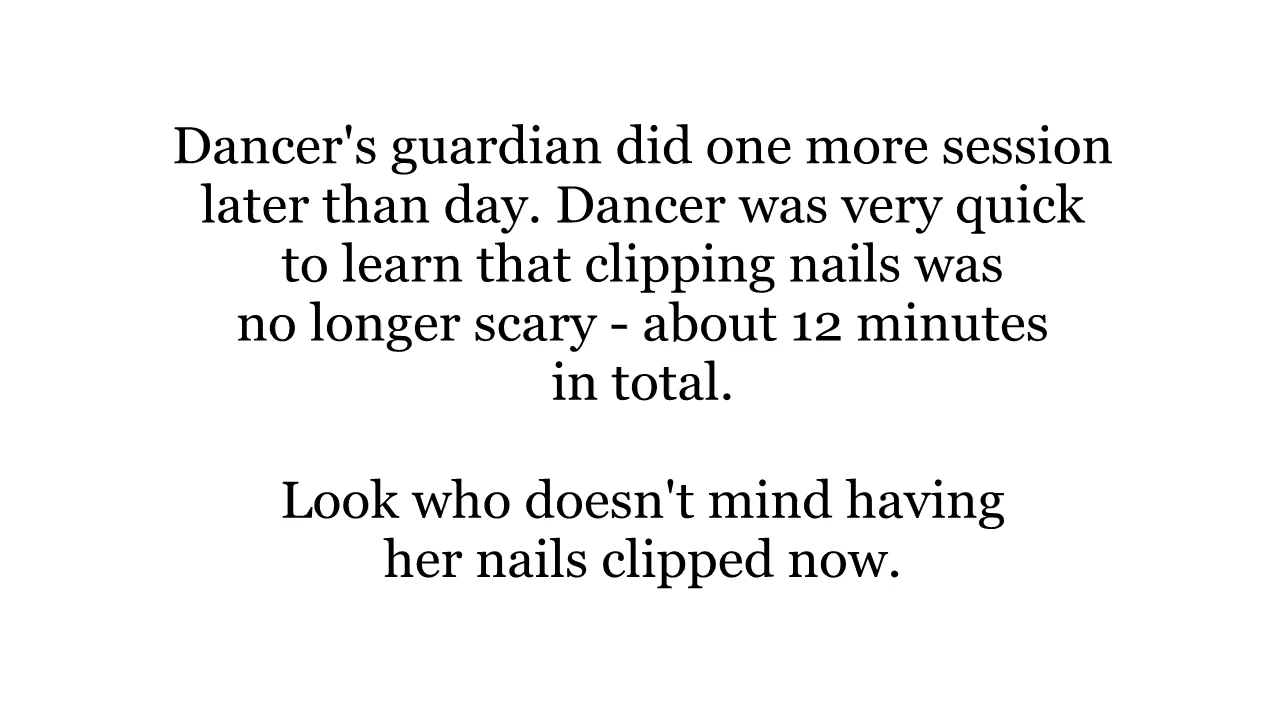 Dancer's guardian did one more session
later than day. Dancer was very quick
to learn that clipping nails was
no longer scary - about 12 minutes
in total.
Look who doesn't mind having
her nails clipped now.